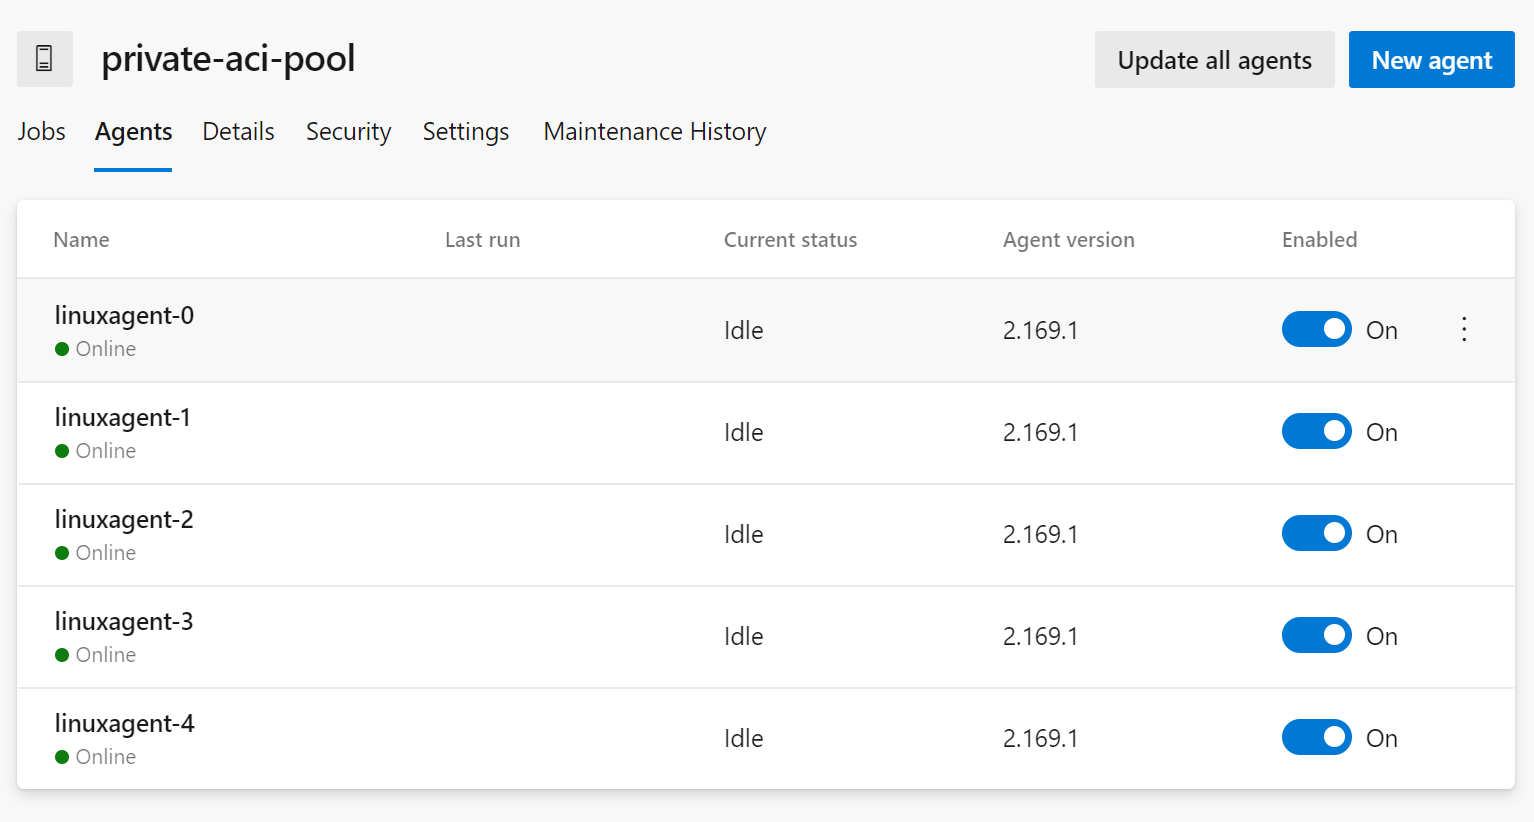 private-aci-pool
Update all agents
New agent
Jobs Agents Details Security Settings Maintenance History
Name Last run Current status Agent version Enabled
linuxagent-0
Online
Idle 2.169.1 On
linuxagent-1
Online
Idle 2.169.1 On
linuxagent-2
Online
Idle 2.169.1 On
linuxagent-3
Online
Idle 2.169.1 On
linuxagent-4
Online
Idle 2.169.1 On